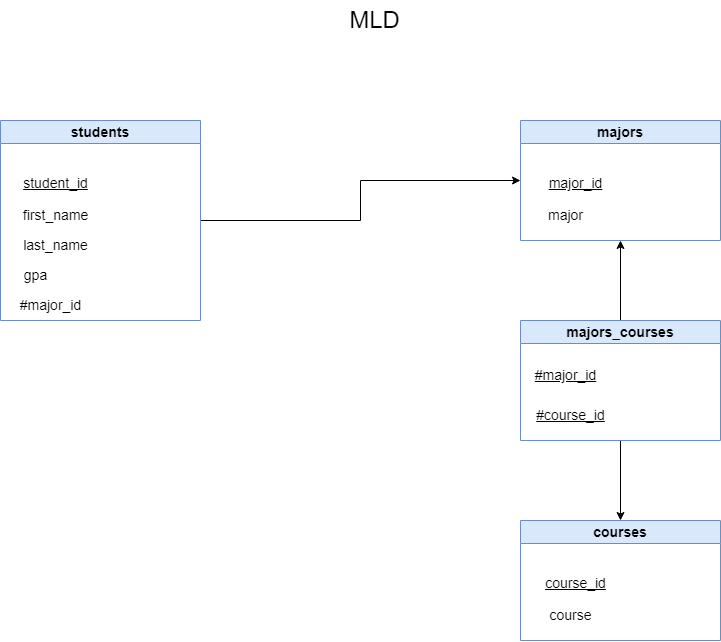 MLD
students
student_id
first_name
last_name
gpa
#major_id
majors
major_id
major
majors_courses
#major_id
#course_id
courses
course_id
course